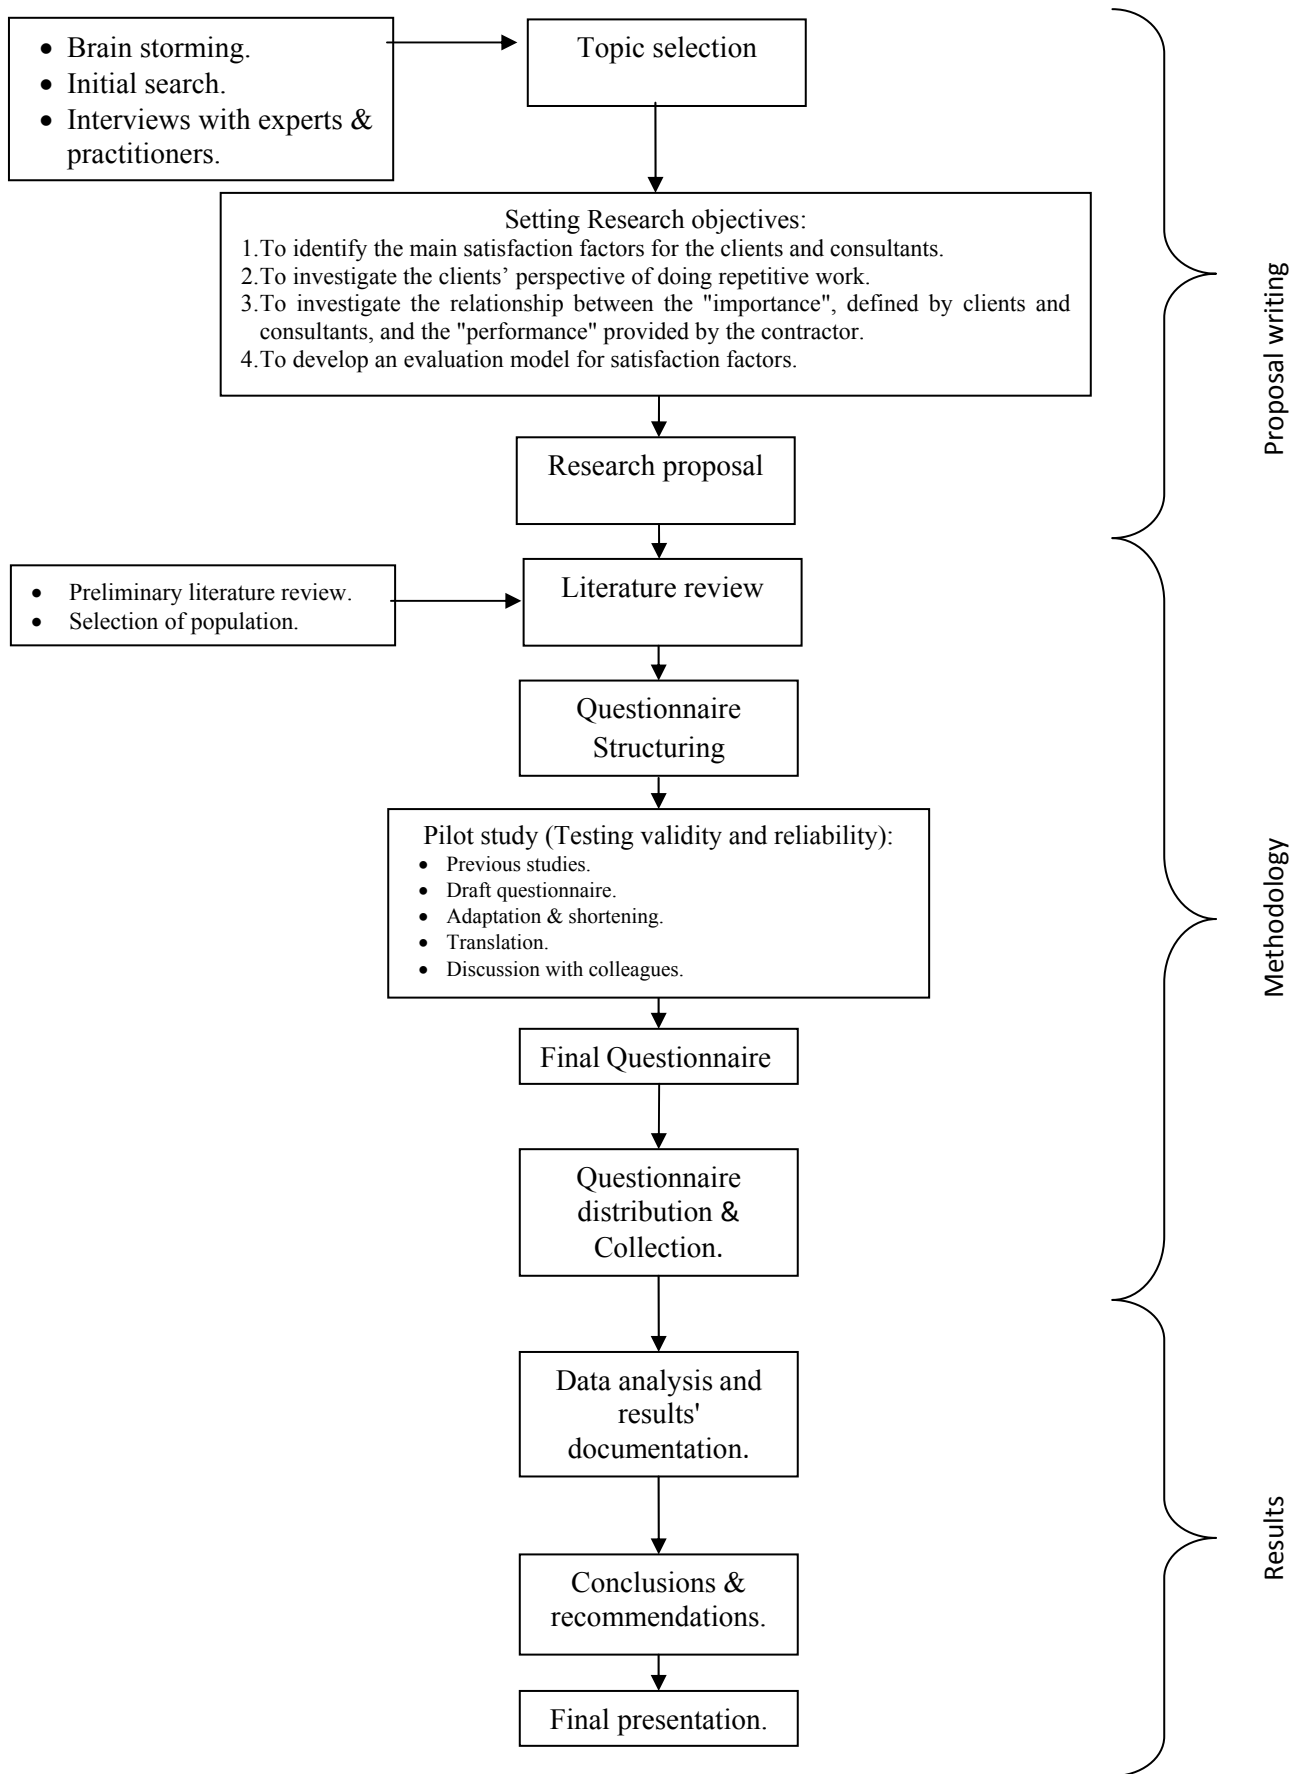 • Brain storming.
• Initial search.
• Interviews with experts &
practitioners.
Topic selection
Setting Research objectives:
1.To identify the main satisfaction factors for the clients and consultants.
2.To investigate the clients’ perspective of doing repetitive work.
3.To investigate the relationship between the "importance", defined by clients and
consultants, and the "performance" provided by the contractor.
4.To develop an evaluation model for satisfaction factors.
Research proposal
Proposal writing
• Preliminary literature review.
• Selection of population.
Literature review
Questionnaire
Structuring
Pilot study (Testing validity and reliability):
• Previous studies.
• Draft questionnaire.
• Adaptation & shortening.
• Translation.
• Discussion with colleagues.
Final Questionnaire
Questionnaire
distribution &
Collection.
Methodology
Data analysis and
results'
documentation.
Conclusions &
recommendations.
Final presentation.
Results